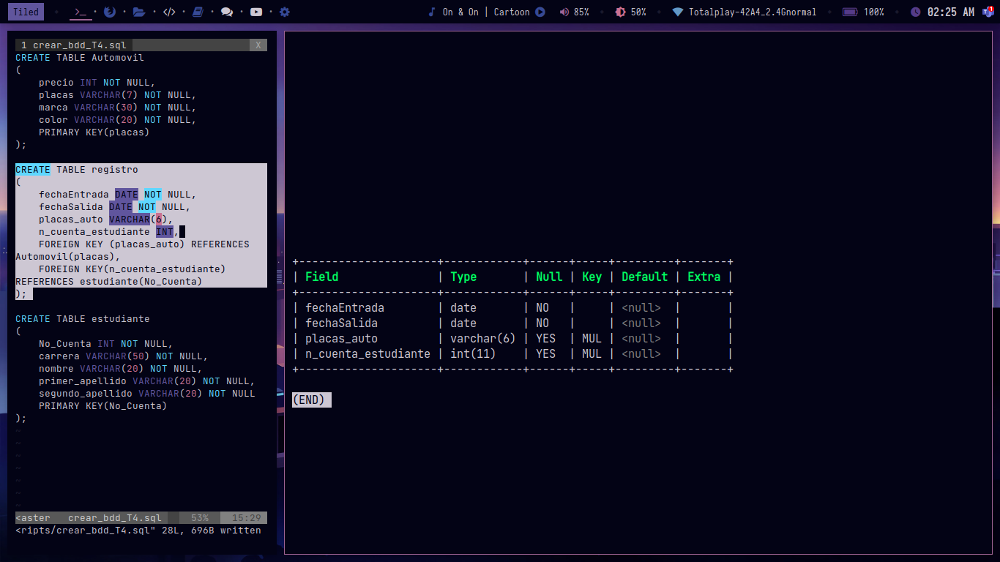 Tiled
On & On | Cartoon
85%
50%
Totalplay-42A4_2.4Gnormal
100%
02:25 AM
1
1 crear_bdd_T4.sql X
CREATE TABLE Automovil
(
precio INT NOT NULL,
placas VARCHAR(7) NOT NULL,
marca VARCHAR(30) NOT NULL,
color VARCHAR(20) NOT NULL,
PRIMARY KEY(placas)
);
CREATE TABLE registro
(
fechaEntrada DATE NOT NULL,
fechaSalida DATE NOT NULL,
placas_auto VARCHAR(6),
n_cuenta_estudiante INT,
FOREIGN KEY (placas_auto) REFERENCES
Automovil(placas),
FOREIGN KEY(n_cuenta_estudiante)
REFERENCES estudiante(No_Cuenta)
);
CREATE TABLE estudiante
(
No_Cuenta INT NOT NULL,
carrera VARCHAR(50) NOT NULL,
nombre VARCHAR(20) NOT NULL,
primer_apellido VARCHAR(20) NOT NULL,
segundo_apellido VARCHAR(20) NOT NULL
PRIMARY KEY(No_Cuenta)
);
~
~
~
~
~
~
~
<aster crear_bdd_T4.sql 53% 15:29
<ripts/crear_bdd_T4.sql" 28L, 696B written
+---------------------+------------+------+-----+---------+-------+
| Field | Type | Null | Key | Default | Extra |
+---------------------+------------+------+-----+---------+-------+
| fechaEntrada | date | NO | | <null> | |
| fechaSalida | date | NO | | <null> | |
| placas_auto | varchar(6) | YES | MUL | <null> | |
| n_cuenta_estudiante | int(11) | YES | MUL | <null> | |
+---------------------+------------+------+-----+---------+-------+
(END)